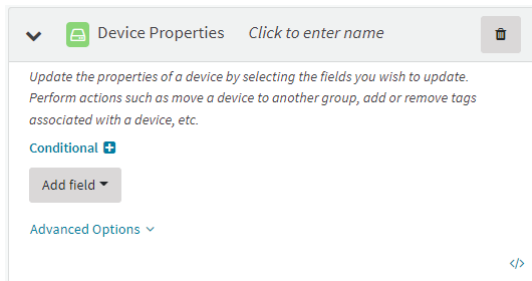 Device Properties Click to enter name
Update the properties of a device by selecting the fields you wish to update.
Perform actions such as move a device to another group, add or remove tags
associated with a device, etc.
Conditional
Add field
Advanced Options
</>